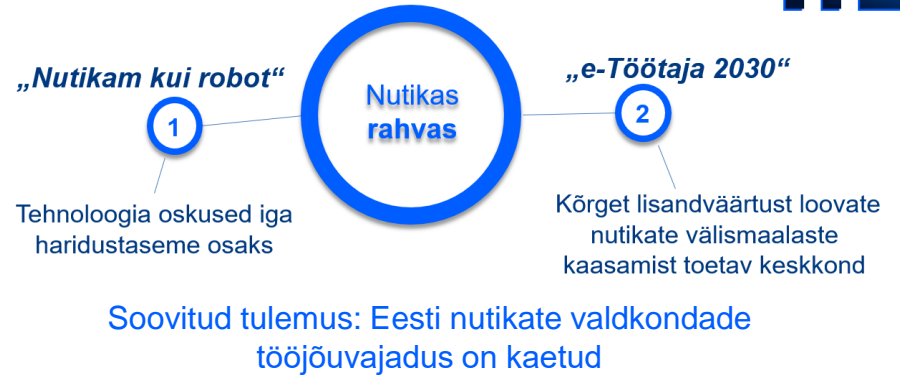 „Nutikam kui robot“
1
Tehnoloogia oskused iga
haridustaseme osaks
Nutikas
rahvas
„e-Töötaja 2030“
2
Kõrget lisandväärtust loovate
nutikate välismaalaste
kaasamist toetav keskkond
Soovitud tulemus: Eesti nutikate valdkondade
tööjõuvajadus on kaetud